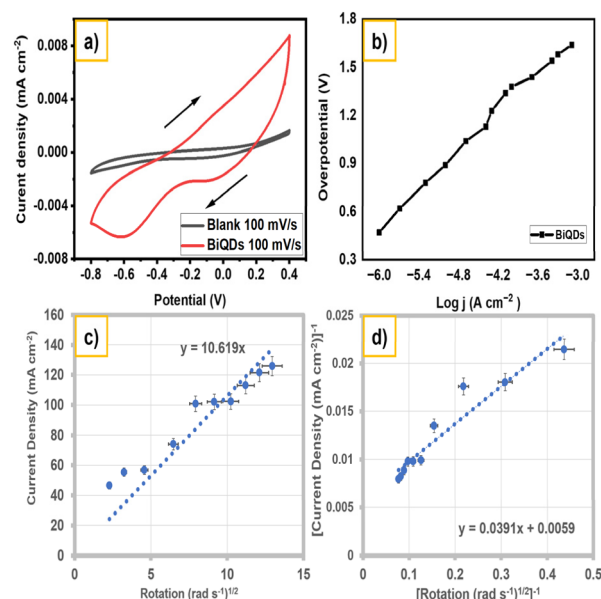 a)
Curent density (mA cm⁻²)
0.008
0.004
0.000
-0.004
-0.008
-0.8
-0.6
-0.4
-0.2
0.0
0.2
0.4
Potential (V)
Blank 100 mV/s
BiQDs 100 mV/s
b)
Overpotential (V)
1.8
1.5
1.2
0.9
0.6
0.3
−6.0
−5.4
−4.8
−4.2
−3.6
−3.0
Log j (A cm⁻²)
BiQDs
c)
Current Density (mA cm⁻²)
160
140
120
100
80
60
40
20
0
0
5
10
15
Rotation (rad s⁻¹)¹/²
y = 10.619x
d)
[Current Density (mA cm⁻²)]⁻¹
0.025
0.02
0.015
0.01
0.005
0
0
0.1
0.2
0.3
0.4
0.5
[Rotation (rad s⁻¹)¹/²]⁻¹
y = 0.0391x + 0.0059